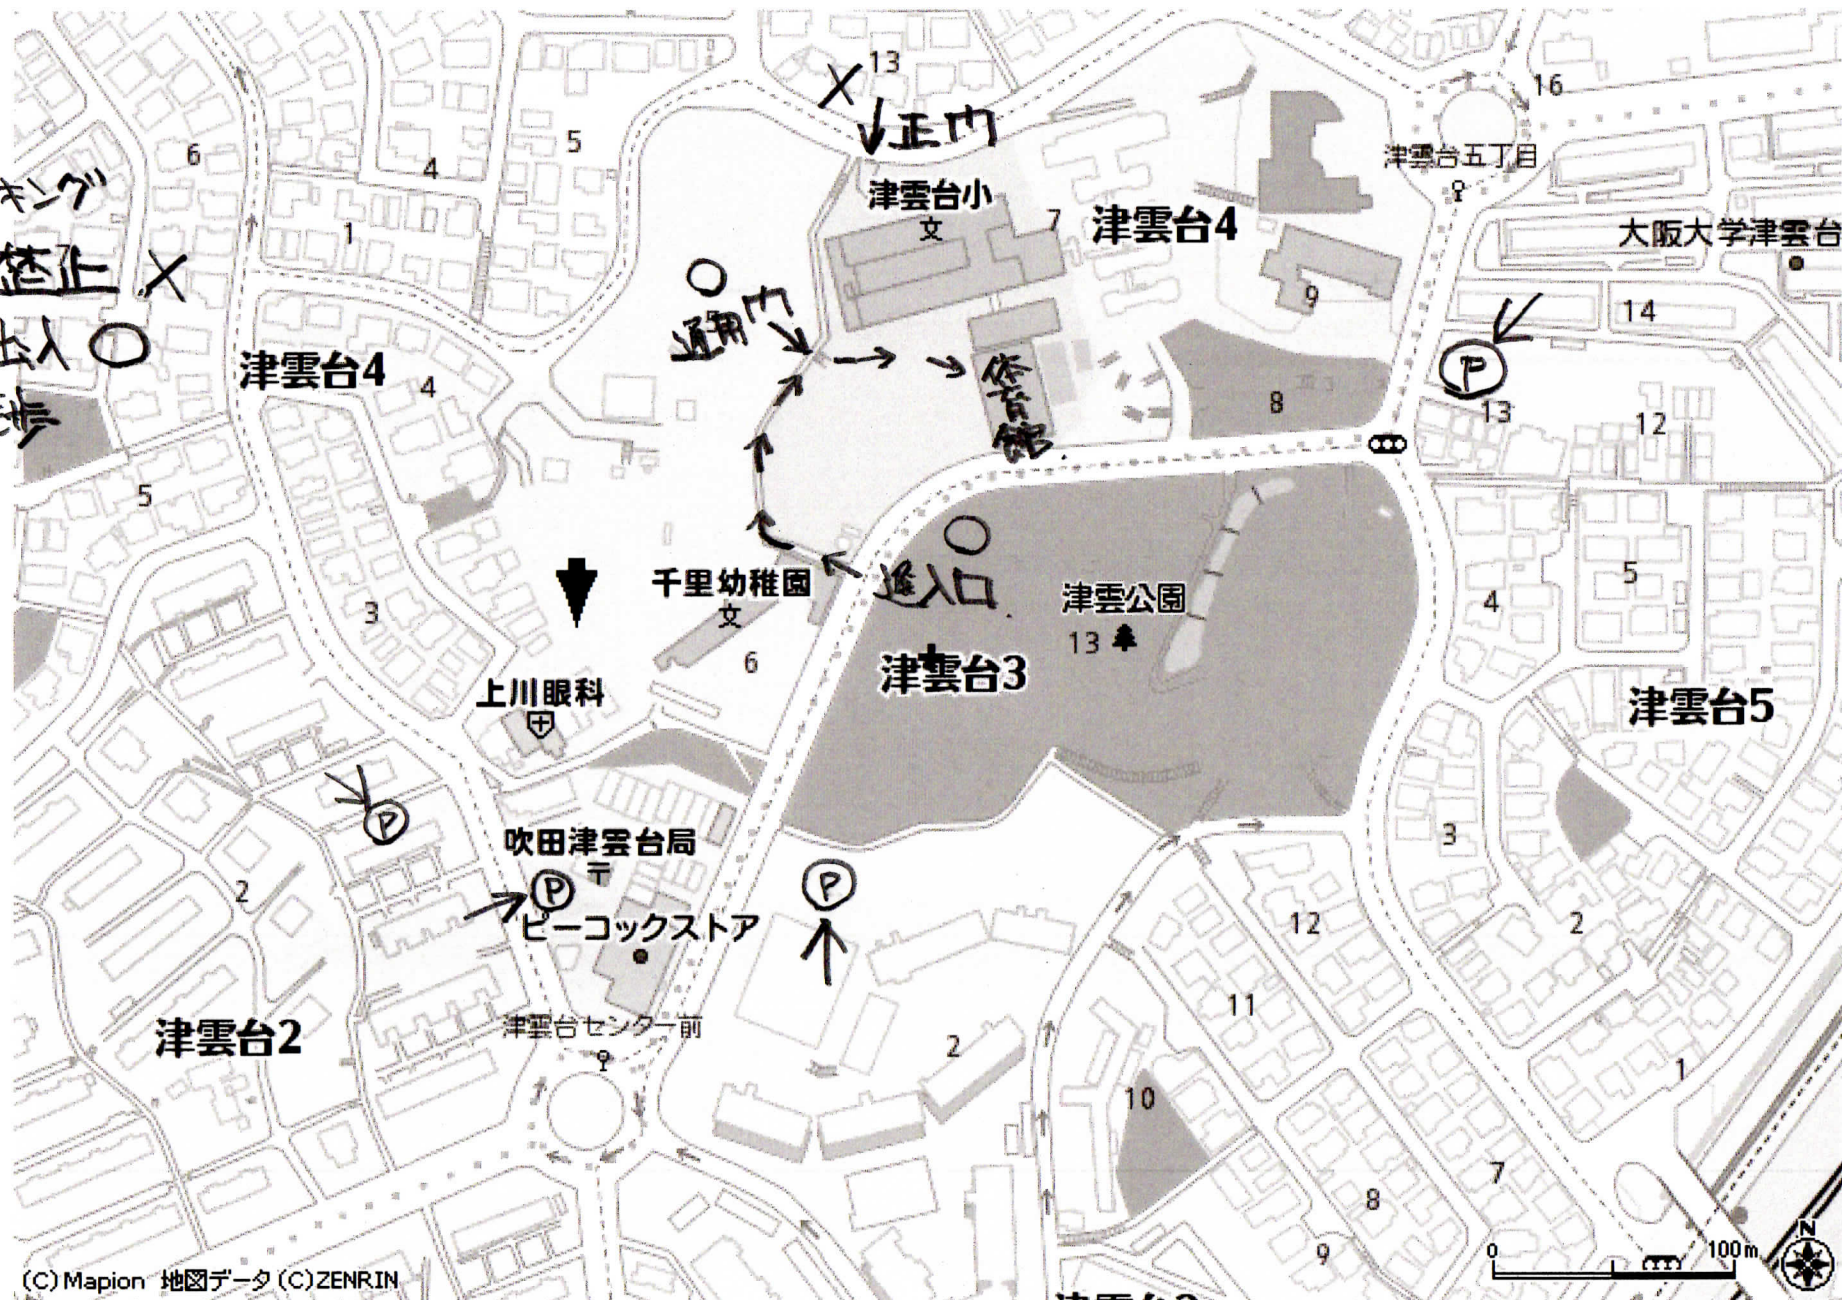 13
X
正門
16
6
5
4
津雲台五丁目
キング
津雲台小
文
7
津雲台4
1
大阪大学津雲台
禁止 X
○
9
通用門
14
出入 ○
P
津雲台4
4
体育館.
8
13
12
徒歩
5
○
進入口
千里幼稚園
文
津雲公園
5
4
3
13
6
津雲台3
上川眼科
津雲台5
P
吹田津雲台局
〒
3
2
P
P
ピーコックストア
12
2
11
津雲台センター前
津雲台2
2
1
10
7
8
9
N
0
100m
(C)Mapion 地図データ(C)ZENRIN